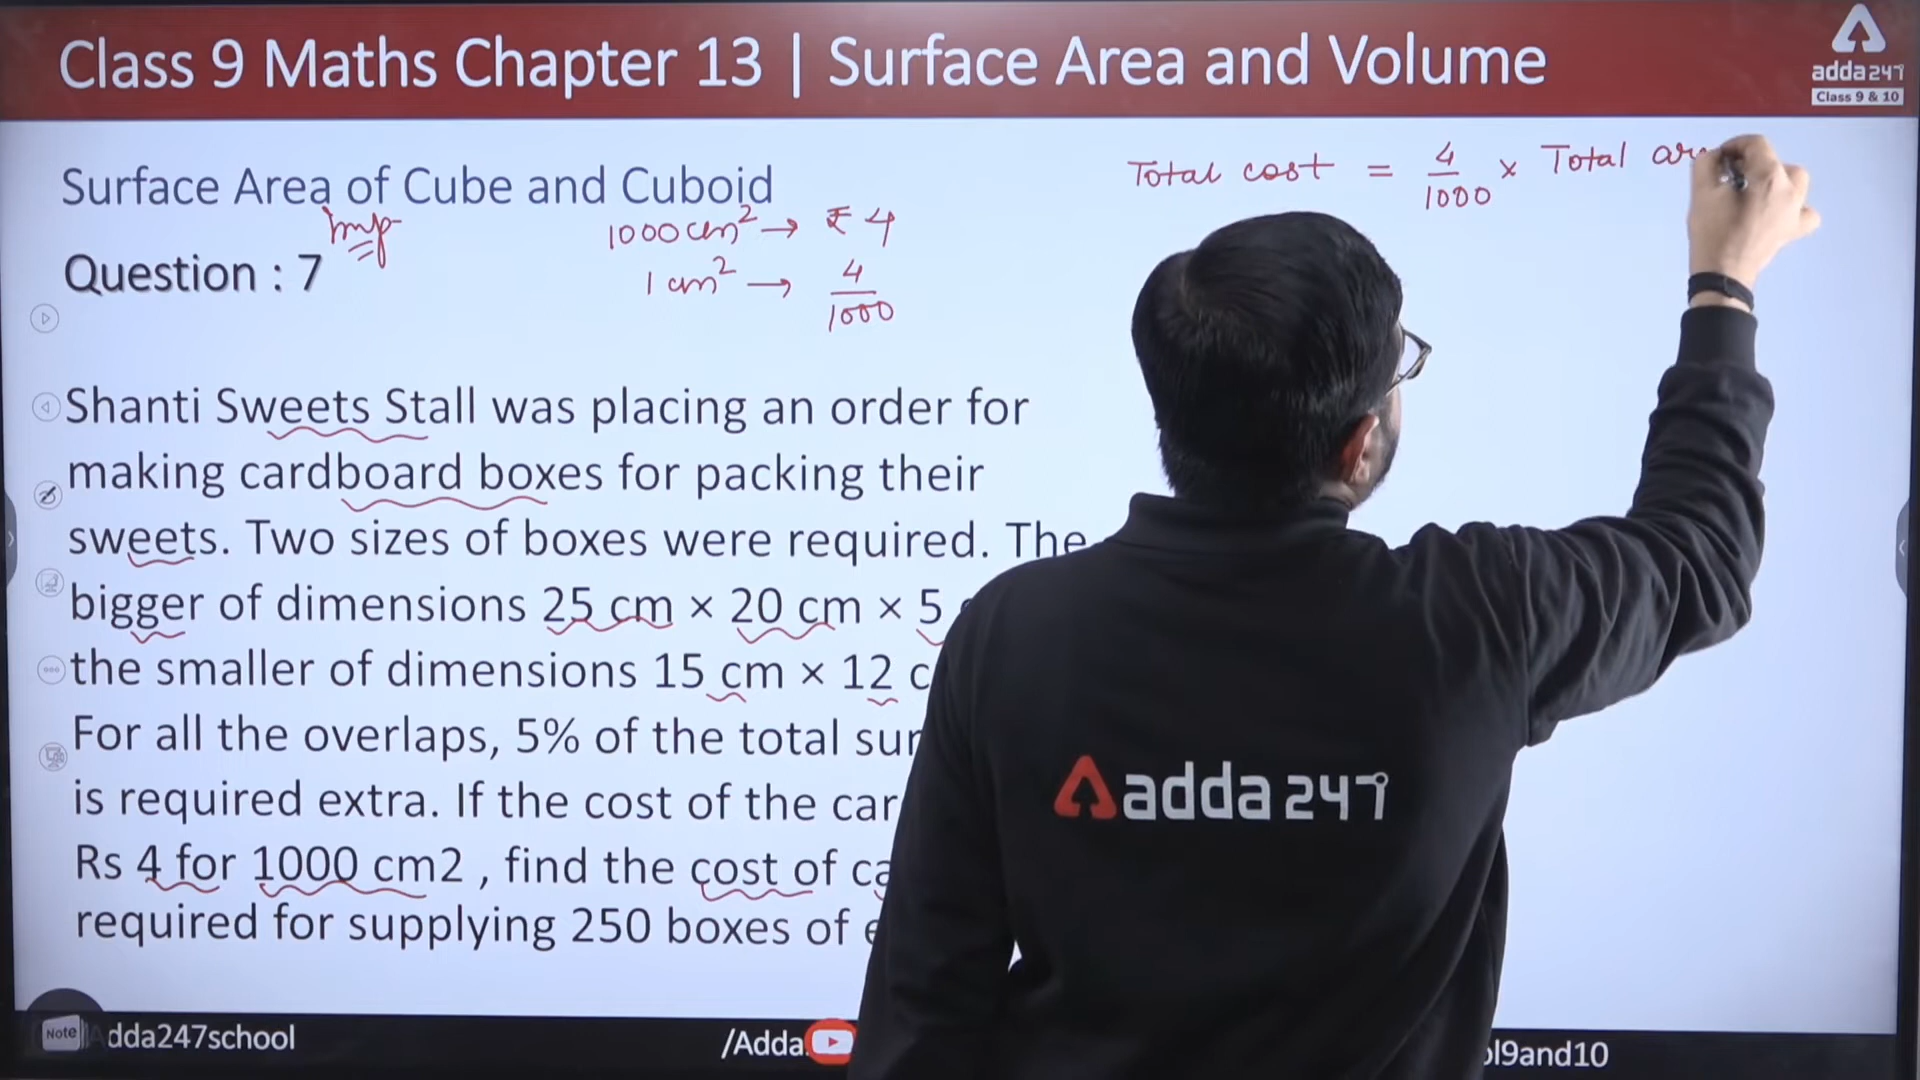 Class 9 Maths Chapter 13 | Surface Area and Volume
adda247
Class 9 & 10
Surface Area of Cube and Cuboid
Imp
Question : 7
1000 cm² → ₹ 4
1 cm² → 4/1000
Total cost = 4/1000 × Total
Shanti Sweets Stall was placing an order for
making cardboard boxes for packing their
sweets. Two sizes of boxes were required. The
bigger of dimensions 25 cm × 20 cm × 5
the smaller of dimensions 15 cm × 12
For all the overlaps, 5% of the total
is required extra. If the cost of the
Rs 4 for 1000 cm2 , find the cost of
required for supplying 250 boxes of
adda247
Note
Adda247school
/Adda
ol9and10